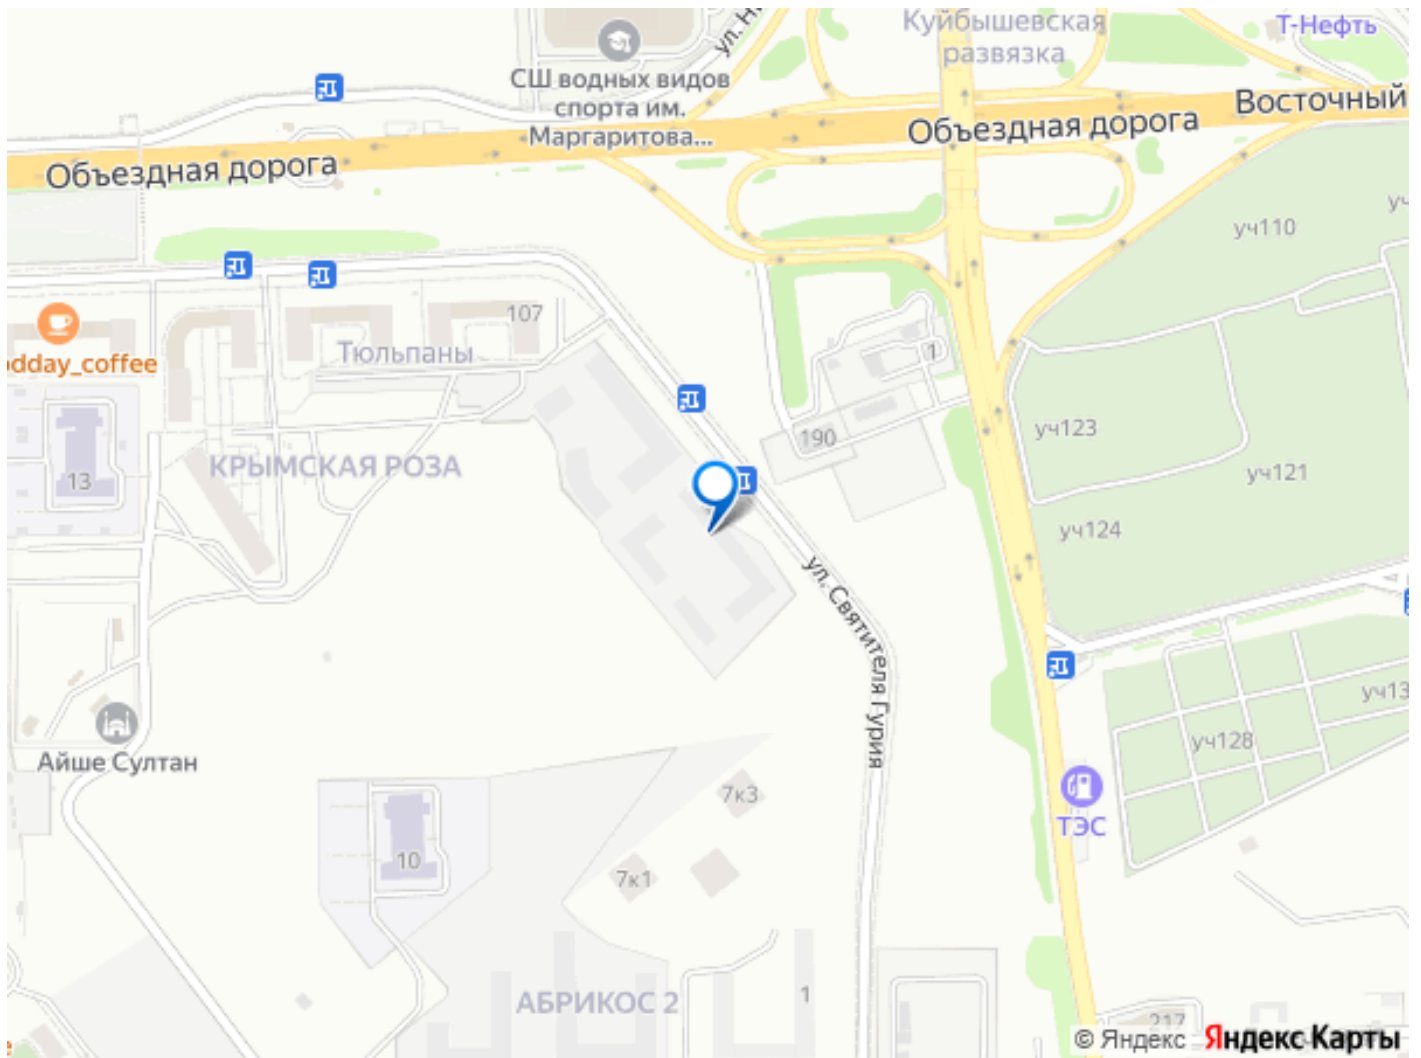 Куйбышевская
развязка
Т-Нефть
СШ водных видов
спорта им.
Маргаритова...
Восточный
Объездная дорога
Объездная дорога
уч110
107
Тюльпаны
1
190
уч123
КРЫМСКАЯ РОЗА
13
уч121
уч124
ул. Святителя Гурия
Айше Султан
уч128
7к3
ТЭС
10
7к1
АБРИКОС 2
1
217
© Яндекс Яндекс Карты